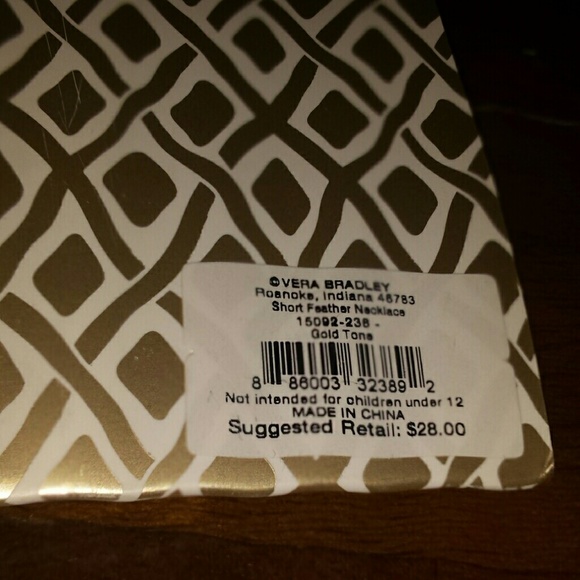 ©VERA BRADLEY
Roanoke, Indiana 46783
Short Feather Necklace
15092-236 -
Gold Tone
8 86003 32389 2
Not intended for children under 12
MADE IN CHINA
Suggested Retail: $28.00